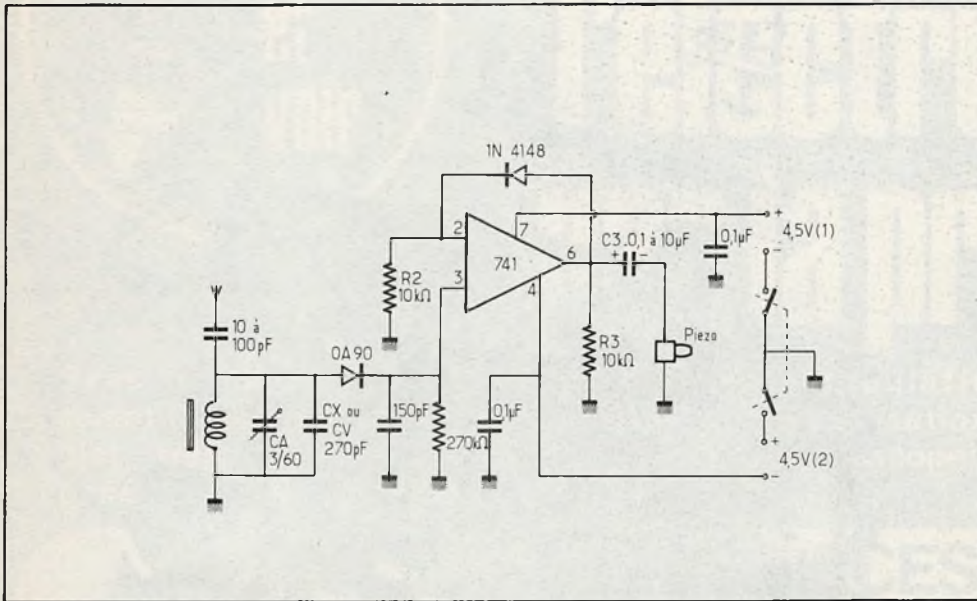 1N 4148
2
7
+
3
741
6
C3.0,1 à 10µF
0,1µF
4,5V(1)
+ −
4
−
R2
10kΩ
10 à
100pF
OA90
R3
10kΩ
Piezo
CX ou
CV
270pF
150pF
0,1µF
270kΩ
CA
3/60
+
4,5V(2)
−